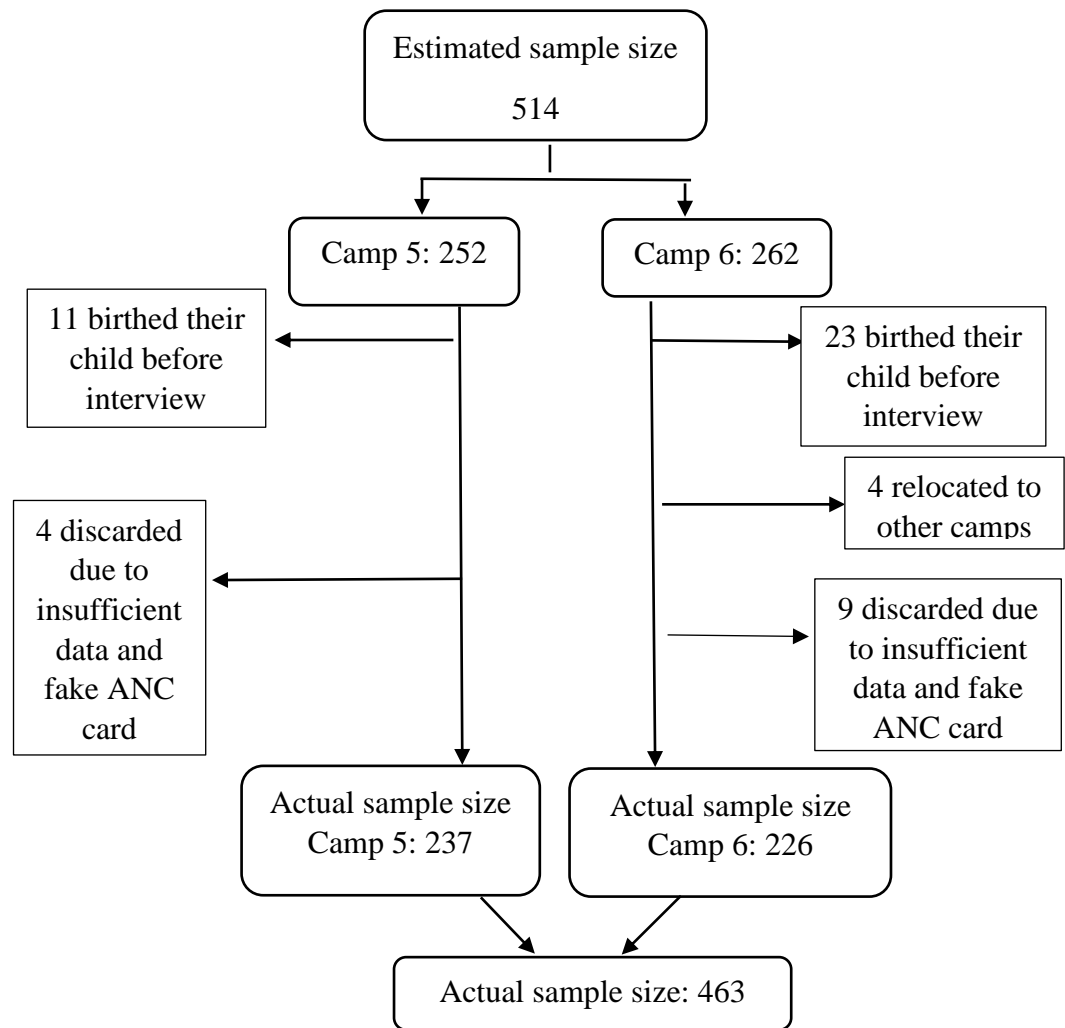 Estimated sample size
514
Camp 5: 252
Camp 6: 262
11 birthed their
child before
interview
23 birthed their
child before
interview
4 relocated to
other camps
4 discarded
due to
insufficient
data and
fake ANC
card
9 discarded due
to insufficient
data and fake
ANC card
Actual sample size
Camp 5: 237
Actual sample size
Camp 6: 226
Actual sample size: 463